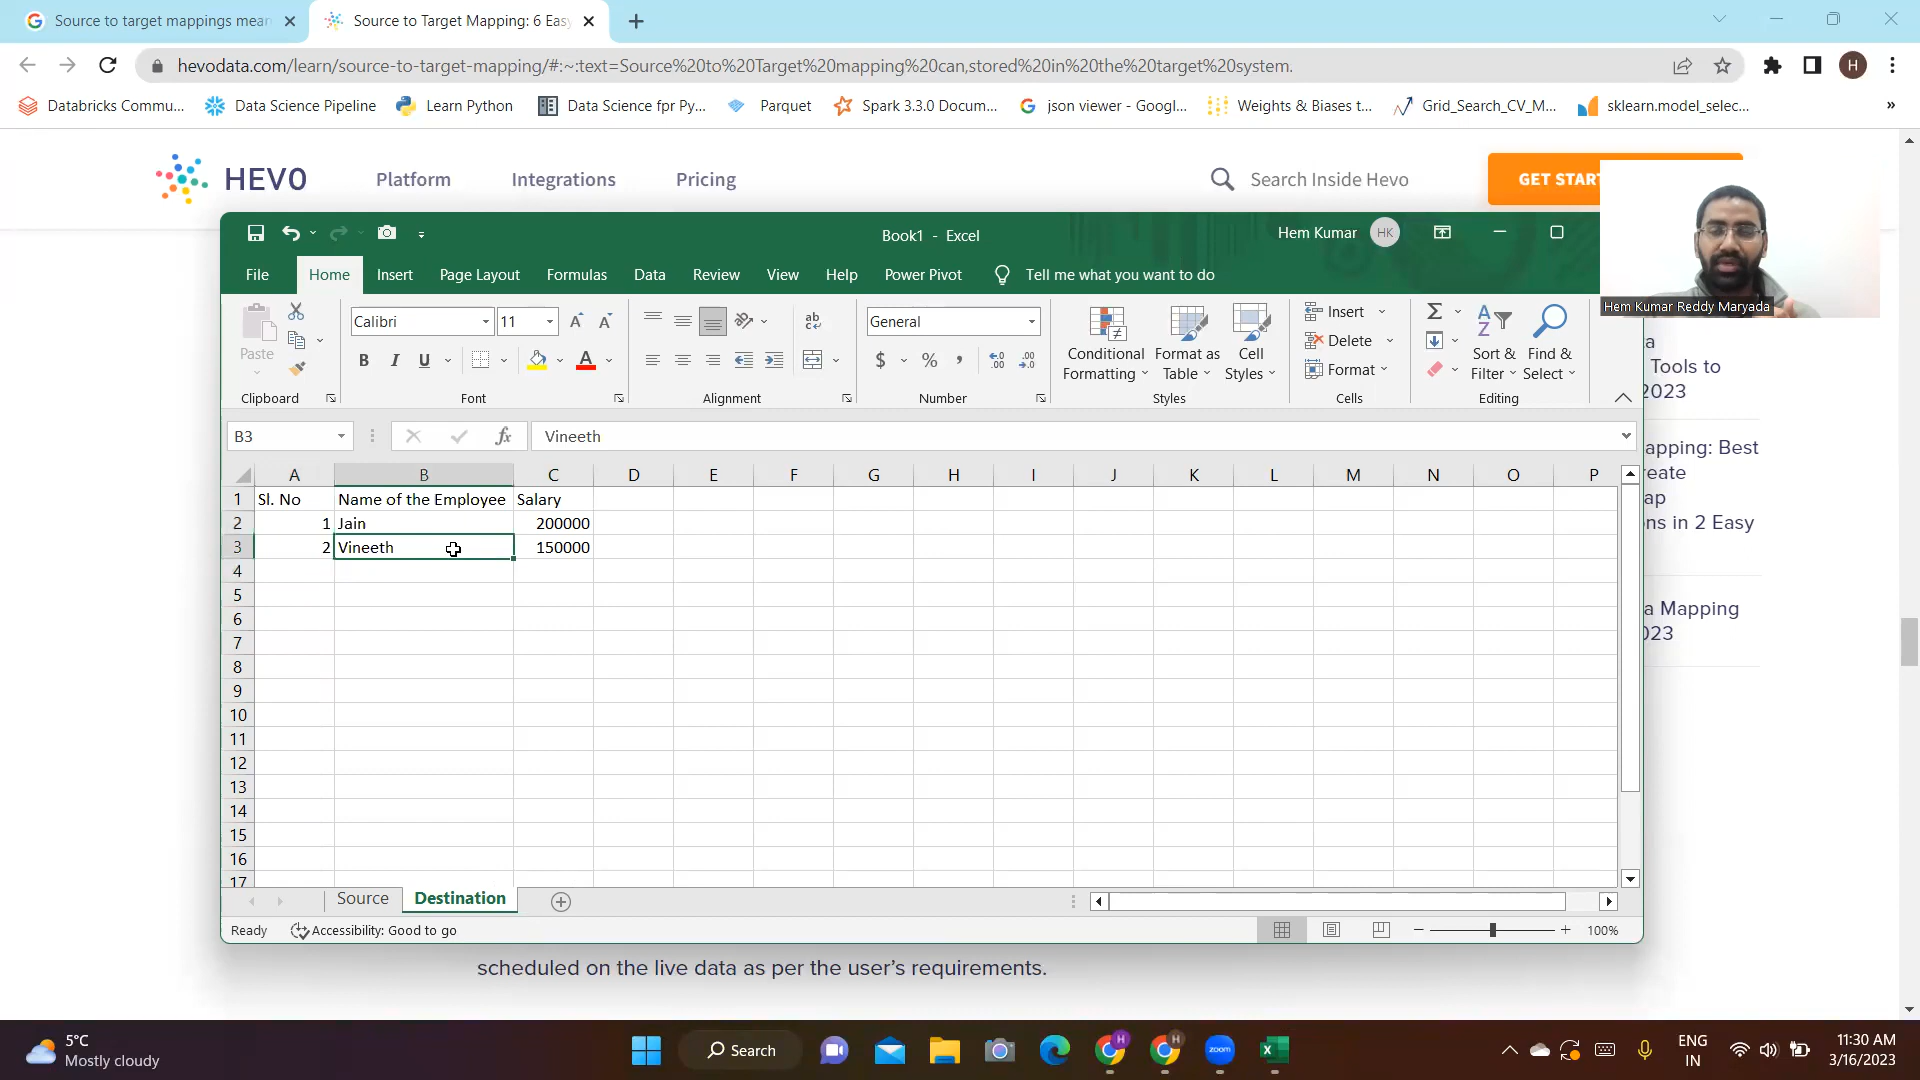 Source to target mappings mean
Source to Target Mapping: 6 Easy
hevodata.com/learn/source-to-target-mapping/#:~:text=Source%20to%20Target%20mapping%20can,stored%20in%20the%20target%20system.
H
Databricks Commu...
Data Science Pipeline
Learn Python
Data Science fpr Py...
Parquet
Spark 3.3.0 Docum...
json viewer - Googl...
Weights & Biases t...
Grid_Search_CV_M...
sklearn.model_selec...
»
HEVO
Platform
Integrations
Pricing
Search Inside Hevo
GET START
Book1 - Excel
Hem Kumar
HK
File
Home
Insert
Page Layout
Formulas
Data
Review
View
Help
Power Pivot
Tell me what you want to do
Paste
Calibri
11
B I U
General
Conditional Formatting
Format as Table
Cell Styles
Insert
Delete
Format
Sort & Filter
Find & Select
Clipboard
Font
Alignment
Number
Styles
Cells
Editing
Hem Kumar Reddy Maryada
B3
fx
Vineeth
A B C D E F G H I J K L M N O P
1 Sl. No Name of the Employee Salary
2 1 Jain 200000
3 2 Vineeth 150000
4
5
6
7
8
9
10
11
12
13
14
15
16
17
Source
Destination
Ready
Accessibility: Good to go
100%
a
Tools to
2023
apping: Best
reate
ap
ns in 2 Easy
a Mapping
023
scheduled on the live data as per the user's requirements.
5°C
Mostly cloudy
Search
zoom
ENG
IN
11:30 AM
3/16/2023